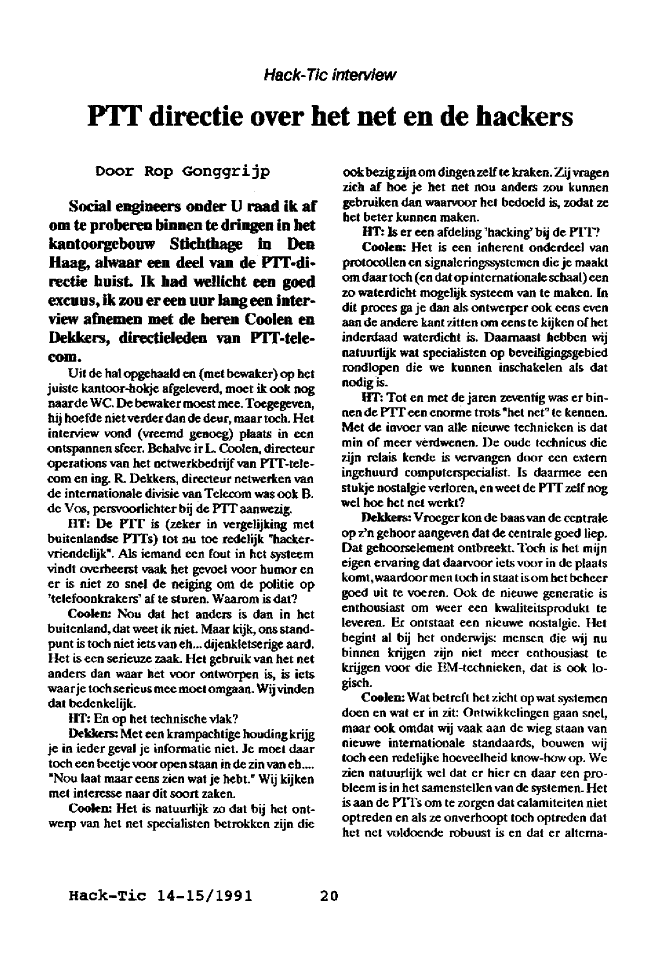 Hack-Tic interview
PTT directie over het net en de hackers
Door Rop Gonggrijp
Social engineers onder U raad ik af
om te proberen binnen te dringen in het
kantoorgebouw Stichthage in Den
Haag, alwaar een deel van de PTT-di-
rectie huist. Ik had wellicht een goed
excuus, ik zou er een uur lang een inter-
view afnemen met de heren Coolen en
Dekkers, directieleden van PTT-tele-
com.
Uit de hal opgehaald en (met bewaker) op het
juiste kantoor-hokje afgeleverd, moet ik ook nog
naar de WC. De bewaker moest mee. Toegegeven,
hij hoefde niet verder dan de deur, maar toch. Het
interview vond (vreemd genoeg) plaats in een
ontspannen sfeer. Behalve ir L. Coolen, directeur
operations van het netwerkbedrijf van PTT-tele-
com en ing. R. Dekkers, directeur netwerken van
de internationale divisie van Telecom was ook B.
de Vos, persvoorlichter bij de PTT aanwezig.
HT: De PTT is (zeker in vergelijking met
buitenlandse PTTs) tot nu toe redelijk "hacker-
vriendelijk". Als iemand een fout in het systeem
vindt overheerst vaak het gevoel voor humor en
er is niet zo snel de neiging om de politie op
'telefoonkrakers' af te sturen. Waarom is dat?
Coolen: Nou dat het anders is dan in het
buitenland, dat weet ik niet. Maar kijk, ons stand-
punt is toch niet iets van eh... dijenkletserige aard.
Het is een serieuze zaak. Het gebruik van het net
anders dan waar het voor ontworpen is, is iets
waar je toch serieus mee moet omgaan. Wij vinden
dat bedenkelijk.
HT: En op het technische vlak?
Dekkers: Met een krampachtige houding krijg
je in ieder geval je informatie niet. Je moet daar
toch een beetje voor open staan in de zin van eh....
"Nou laat maar eens zien wat je hebt." Wij kijken
met interesse naar dit soort zaken.
Coolen: Het is natuurlijk zo dat bij het ont-
werp van het net specialisten betrokken zijn die
ook bezig zijn om dingen zelf te kraken. Zij vragen
zich af hoe je het net nou anders zou kunnen
gebruiken dan waarvoor het bedoeld is, zodat ze
het beter kunnen maken.
HT: Is er een afdeling 'hacking' bij de PTT?
Coolen: Het is een inherent onderdeel van
protocollen en signaleringssystemen die je maakt
om daar toch (en dat op internationale schaal) een
zo waterdicht mogelijk systeem van te maken. In
dit proces ga je dan als ontwerper ook eens even
aan de andere kant zitten om eens te kijken of het
inderdaad waterdicht is. Daarnaast hebben wij
natuurlijk wat specialisten op beveiligingsgebied
rondlopen die we kunnen inschakelen als dat
nodig is.
HT: Tot en met de jaren zeventig was er bin-
nen de PTT een enorme trots "het net" te kennen.
Met de invoer van alle nieuwe technieken is dat
min of meer verdwenen. De oude technicus die
zijn relais kende is vervangen door een extern
ingehuurd computerspecialist. Is daarmee een
stukje nostalgie verloren, en weet de PTT zelf nog
wel hoe het net werkt?
Dekkers: Vroeger kon de baas van de centrale
op z'n gehoor aangeven dat de centrale goed liep.
Dat gehoorselement ontbreekt. Toch is het mijn
eigen ervaring dat daarvoor iets voor in de plaats
komt, waardoor men toch in staat is om het beheer
goed uit te voeren. Ook de nieuwe generatie is
enthousiast om weer een kwaliteitsprodukt te
leveren. Er ontstaat een nieuwe nostalgie. Het
begint al bij het onderwijs: mensen die wij nu
binnen krijgen zijn niet meer enthousiast te
krijgen voor die EM-technieken, dat is ook lo-
gisch.
Coolen: Wat betreft het zicht op wat systemen
doen en wat er in zit: Ontwikkelingen gaan snel,
maar ook omdat wij vaak aan de wieg staan van
nieuwe internationale standaards, bouwen wij
toch een redelijke hoeveelheid know-how op. We
zien natuurlijk wel dat er hier en daar een pro-
bleem is in het samenstellen van de systemen. Het
is aan de PTTs om te zorgen dat calamiteiten niet
optreden en als ze onverhoopt toch optreden dat
het net voldoende robuust is en dat er alterna-
Hack-Tic 14-15/1991 20